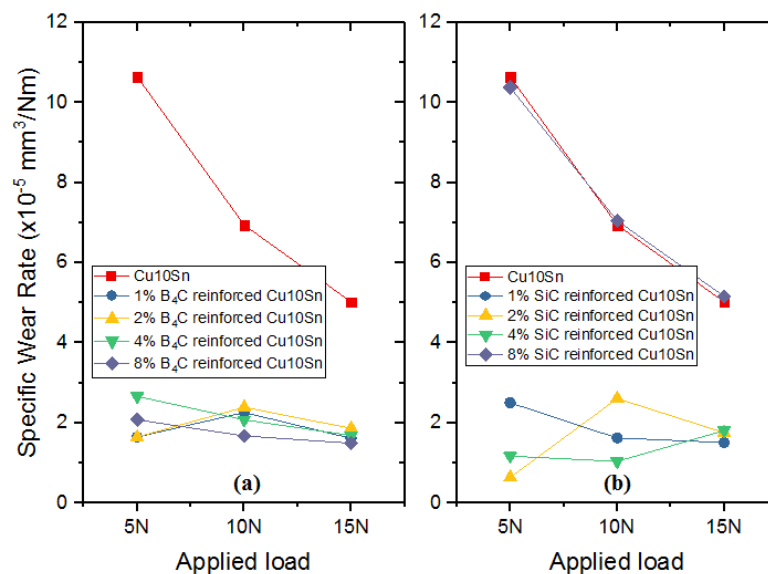 Specific Wear Rate (x10⁻⁵ mm³/Nm)
12
10
8
6
4
2
0
Cu10Sn
1% B₄C reinforced Cu10Sn
2% B₄C reinforced Cu10Sn
4% B₄C reinforced Cu10Sn
8% B₄C reinforced Cu10Sn
(a)
5N 10N 15N
Applied load
12
10
8
6
4
2
0
Cu10Sn
1% SiC reinforced Cu10Sn
2% SiC reinforced Cu10Sn
4% SiC reinforced Cu10Sn
8% SiC reinforced Cu10Sn
(b)
5N 10N 15N
Applied load